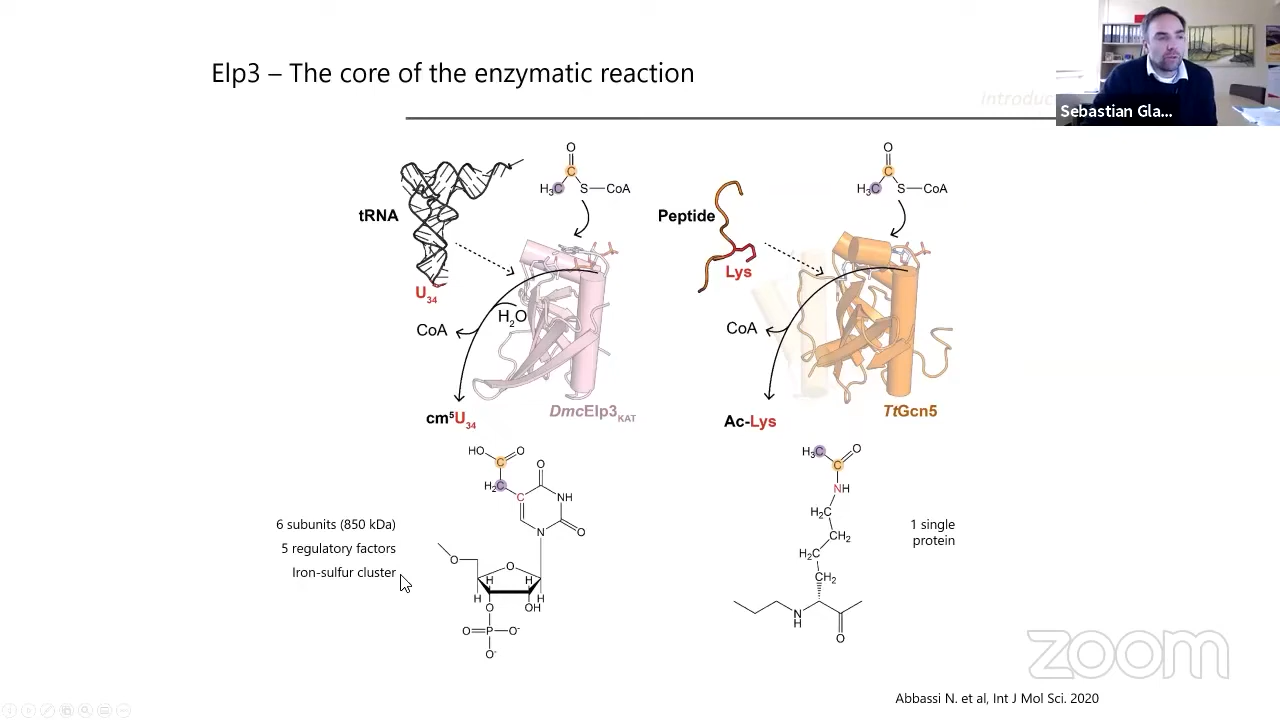 Elp3 – The core of the enzymatic reaction
Introduc
Sebastian Gla...
O
C
H3C
S
CoA
tRNA
U34
H2O
CoA
cm5U34
DmcElp3KAT
O
C
H3C
S
CoA
Peptide
Lys
CoA
Ac-Lys
TtGcn5
HO
O
C
H2C
O
C
NH
N
O
O
O
H
H
H
H
O
OH
O
P
O-
O-
6 subunits (850 kDa)
5 regulatory factors
Iron-sulfur cluster
H3C
O
C
NH
H2C
CH2
H2C
CH2
N
H
O
1 single
protein
zoom
Abbassi N. et al, Int J Mol Sci. 2020